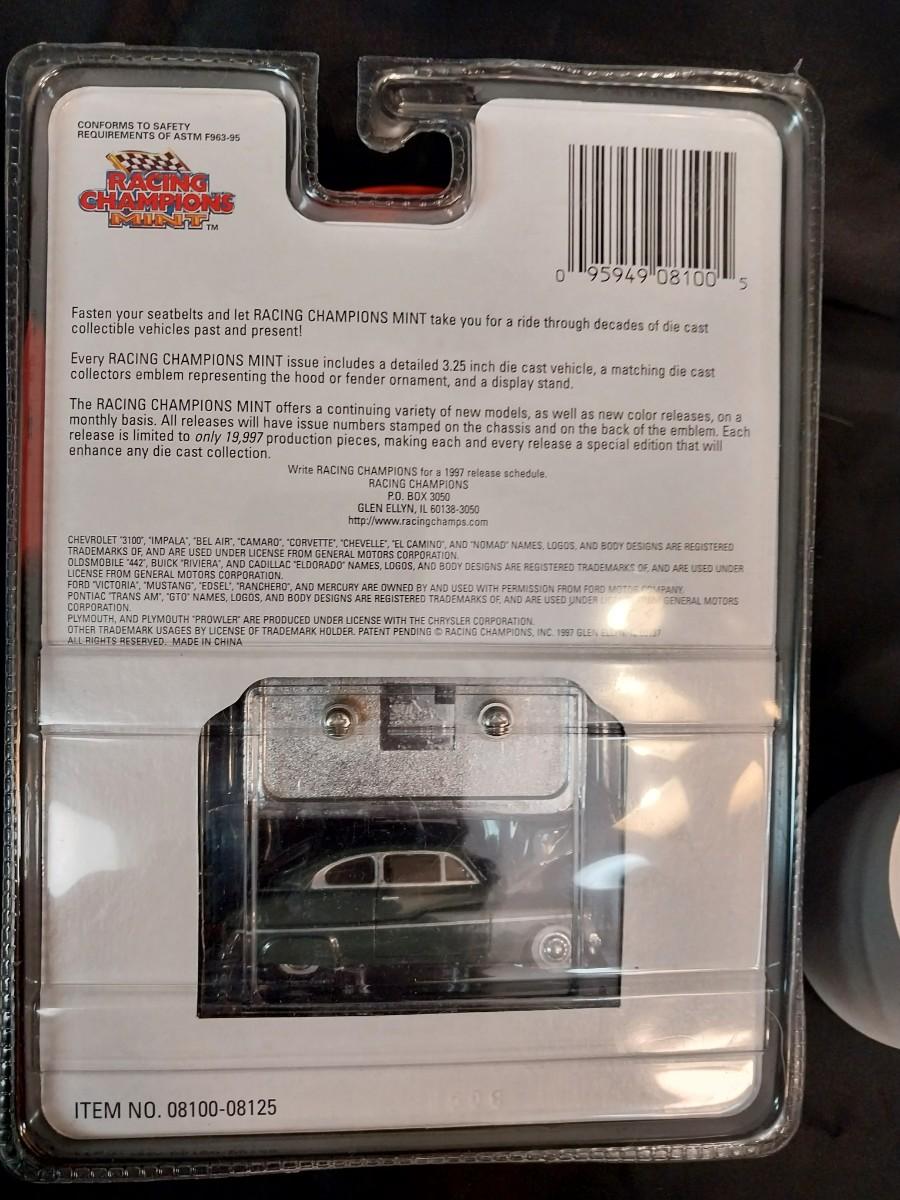 CONFORMS TO SAFETY
REQUIREMENTS OF ASTM F963-95
RACING
CHAMPIONS
MINT™
0 95949 08100 5
Fasten your seatbelts and let RACING CHAMPIONS MINT take you for a ride through decades of die cast
collectible vehicles past and present!
Every RACING CHAMPIONS MINT issue includes a detailed 3.25 inch die cast vehicle, a matching die cast
collectors emblem representing the hood or fender ornament, and a display stand.
The RACING CHAMPIONS MINT offers a continuing variety of new models, as well as new color releases, on a
monthly basis. All releases will have issue numbers stamped on the chassis and on the back of the emblem. Each
release is limited to only 19,997 production pieces, making each and every release a special edition that will
enhance any die cast collection.
Write RACING CHAMPIONS for a 1997 release schedule.
RACING CHAMPIONS
P.O. BOX 3050
GLEN ELLYN, IL 60138-3050
http://www.racingchamps.com
CHEVROLET "3100", "IMPALA", "BEL AIR", "CAMARO", "CORVETTE", "CHEVELLE", "EL CAMINO", AND "NOMAD" NAMES, LOGOS, AND BODY DESIGNS ARE REGISTERED
TRADEMARKS OF, AND ARE USED UNDER LICENSE FROM GENERAL MOTORS CORPORATION.
OLDSMOBILE "442", BUICK "RIVIERA", AND CADILLAC "ELDORADO" NAMES, LOGOS, AND BODY DESIGNS ARE REGISTERED TRADEMARKS OF, AND ARE USED UNDER
LICENSE FROM GENERAL MOTORS CORPORATION.
FORD "VICTORIA", "MUSTANG", "EDSEL", "RANCHERO", AND MERCURY ARE OWNED BY AND USED WITH PERMISSION FROM FORD MOTOR COMPANY.
PONTIAC "TRANS AM", "GTO" NAMES, LOGOS, AND BODY DESIGNS ARE REGISTERED TRADEMARKS OF, AND ARE USED UNDER GENERAL MOTORS
CORPORATION.
PLYMOUTH, AND PLYMOUTH "PROWLER" ARE PRODUCED UNDER LICENSE WITH THE CHRYSLER CORPORATION.
OTHER TRADEMARK USAGES BY LICENSE OF TRADEMARK HOLDER. PATENT PENDING © RACING CHAMPIONS, INC. 1997 GLEN
ALL RIGHTS RESERVED. MADE IN CHINA
ITEM NO. 08100-08125